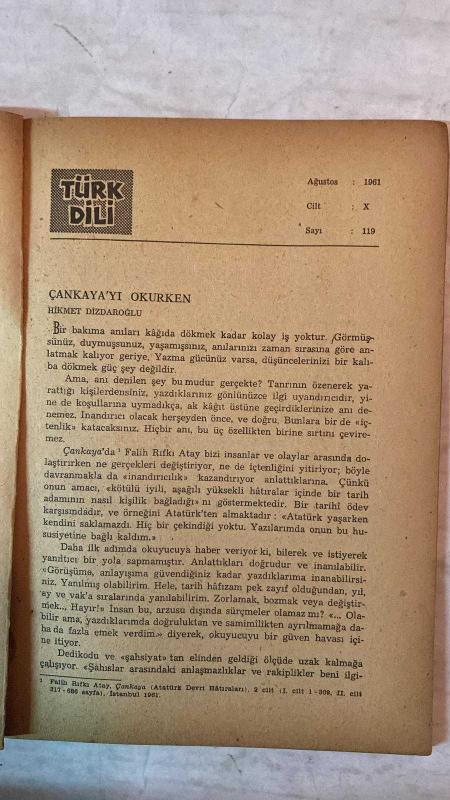 TÜRK
DİLİ
Ağustos : 1961
Cilt : X
Sayı : 119
ÇANKAYA'YI OKURKEN
HİKMET DİZDAROĞLU
Bir bakıma anıları kâğıda dökmek kadar kolay iş yoktur. Görmüş-
sünüz, duymuşsunuz, yaşamışsınız, anılarınızı zaman sırasına göre an-
latmak kalıyor geriye. Yazma gücünüz varsa, düşüncelerinizi bir kalı-
ba dökmek güç şey değildir.
Ama, anı denilen şey bu mudur gerçekte? Tanrının özenerek ya-
rattığı kişilerdensiniz, yazdıklarınız gönlünüzce ilgi uyandırıcıdır, yi-
ne de koşullarına uymadıkça, ak kâğıt üstüne geçirdiklerinize anı de-
nemez. İnandırıcı olacak herşeyden önce, ve doğru. Bunlara bir de «iç-
tenlik» katacaksınız. Hiçbir anı, bu üç özellikten birine sırtını çevire-
mez.
Çankaya'da ¹ Falih Rıfkı Atay bizi insanlar ve olaylar arasında do-
laştırırken ne gerçekleri değiştiriyor, ne de içtenliğini yitiriyor; böyle
davranmakla da «inandırıcılık» kazandırıyor anlattıklarına. Çünkü
onun amacı, «kötülü iyili, aşağılı yüksekli hâtıralar içinde bir tarih
adamının nasıl kişilik bağladığı» nı göstermektedir. Bir tarihî ödev
karşısındadır, ve örneğini Atatürk'ten almaktadır : «Atatürk yaşarken
kendini saklamazdı. Hiç bir çekindiği yoktu. Yazılarımda onun bu hu-
susiyetine bağlı kaldım.»
Daha ilk adımda okuyucuya haber veriyor ki, bilerek ve istiyerek
yanıltıcı bir yola sapmamıştır. Anlattıkları doğrudur ve inanılabilir.
«Görüşüme, anlayışıma güvendiğiniz kadar yazdıklarıma inanabilirsi-
niz. Yanılmış olabilirim. Hele, tarih hâfızam pek zayıf olduğundan, yıl,
ay ve vak'a sıralarında yanılabilirim. Zorlamak, bozmak veya değiştir-
mek.., Hayır!» İnsan bu, arzusu dışında sürçmeler olamaz mı? «... Ola-
bilir ama, yazdıklarımda doğruluktan ve samimilikten ayrılmamağa da-
ha da fazla emek verdim.» diyerek, okuyucuyu bir güven havası içi-
ne itiyor.
Dedikodu ve «şahsiyat» tan elinden geldiği ölçüde uzak kalmağa
çalışıyor. «Şahıslar arasındaki anlaşmazlıklar ve rakiplikler beni ilgi-
¹ Falih Rıfkı Atay, Çankaya (Atatürk Devri Hâtıraları), 2 cilt (I. cilt 1 - 309, II. cilt
317 - 686 sayfa), İstanbul 1961.